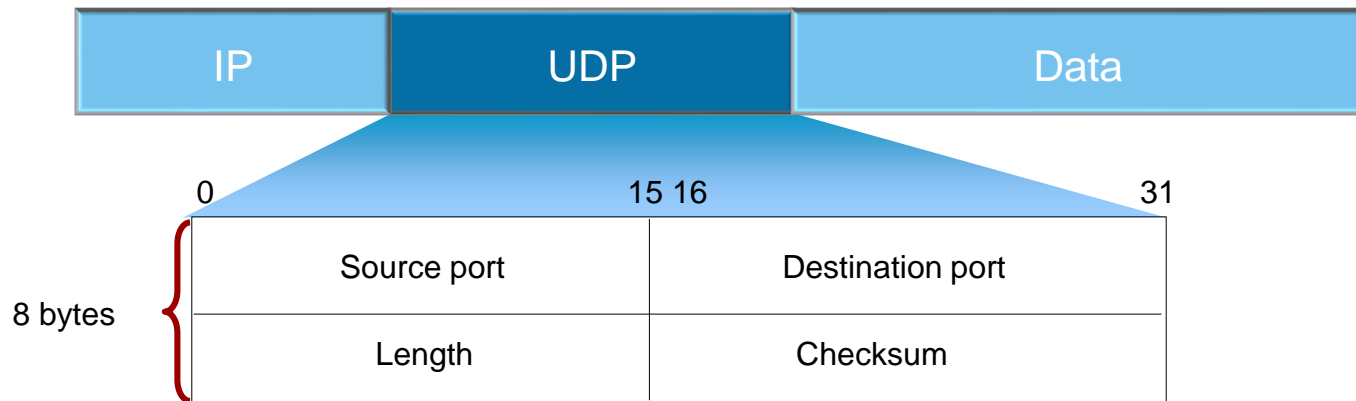 IP UDP Data
0 15 16 31
Source port Destination port
8 bytes
Length Checksum